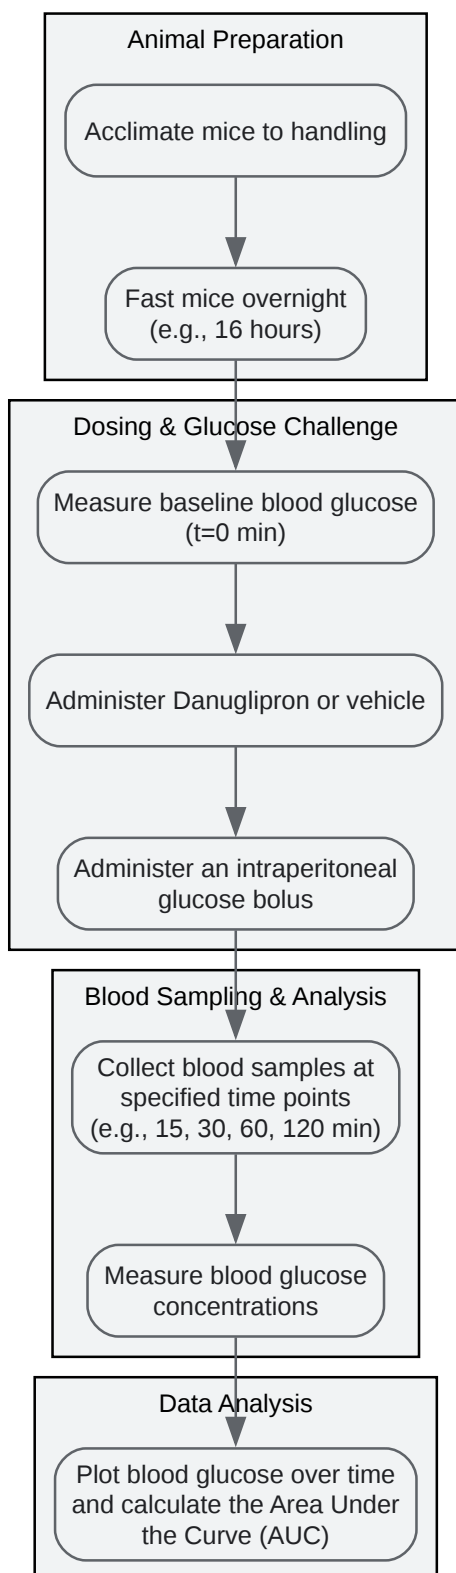 Animal Preparation
Acclimate mice to handling
Fast mice overnight
(e.g., 16 hours)
Dosing & Glucose Challenge
Measure baseline blood glucose
(t=0 min)
Administer Danuglipron or vehicle
Administer an intraperitoneal
glucose bolus
Blood Sampling & Analysis
Collect blood samples at
specified time points
(e.g., 15, 30, 60, 120 min)
Measure blood glucose
concentrations
Data Analysis
Plot blood glucose over time
and calculate the Area Under
the Curve (AUC)